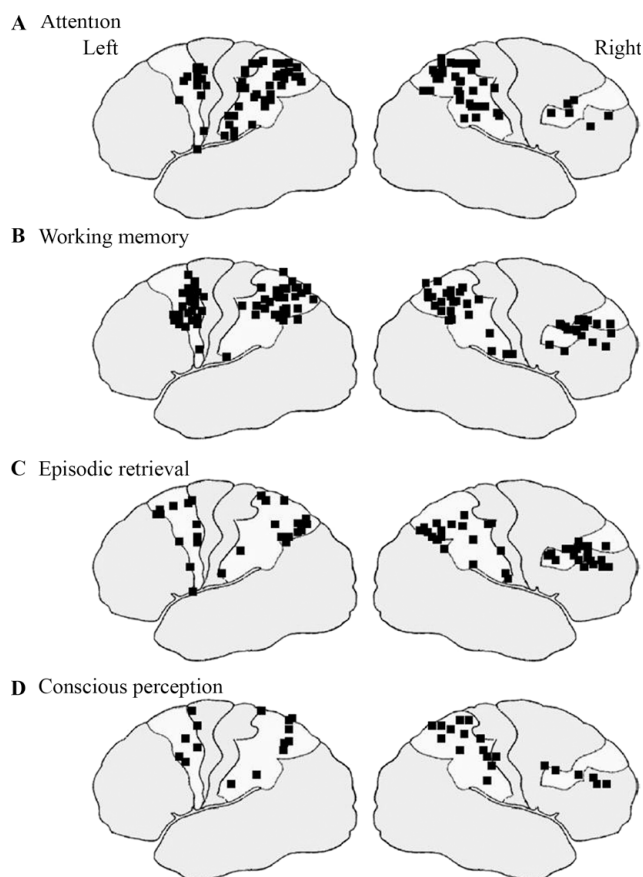 A Attention
Left Right
B Working memory
C Episodic retrieval
D Conscious perception